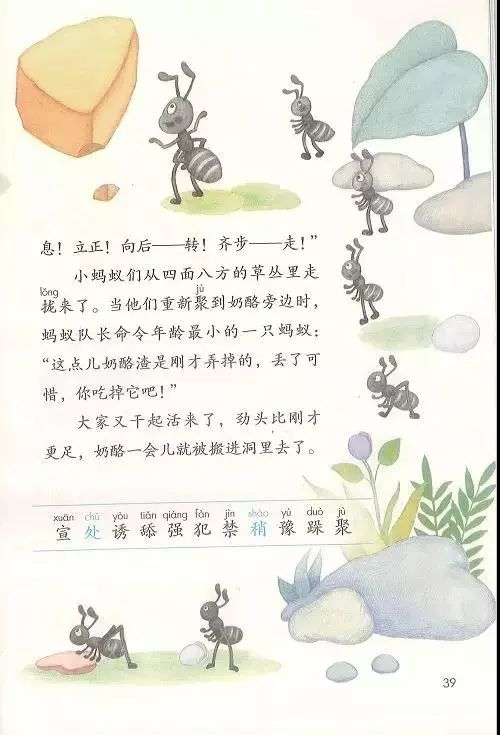 息！立正！向后——转！齐步——走！”
小蚂蚁们从四面八方的草丛里走
lǒng jù
拢来了。当他们重新聚到奶酪旁边时，
蚂蚁队长命令年龄最小的一只蚂蚁：
“这点儿奶酪渣是刚才弄掉的，丢了可
惜，你吃掉它吧！”
大家又干起活来了，劲头比刚才
更足，奶酪一会儿就被搬进洞里去了。
xuān chǔ yòu tiǎn qiáng fàn jìn shào yù duò jù
宣 处 诱 舔 强 犯 禁 稍 豫 跺 聚
39